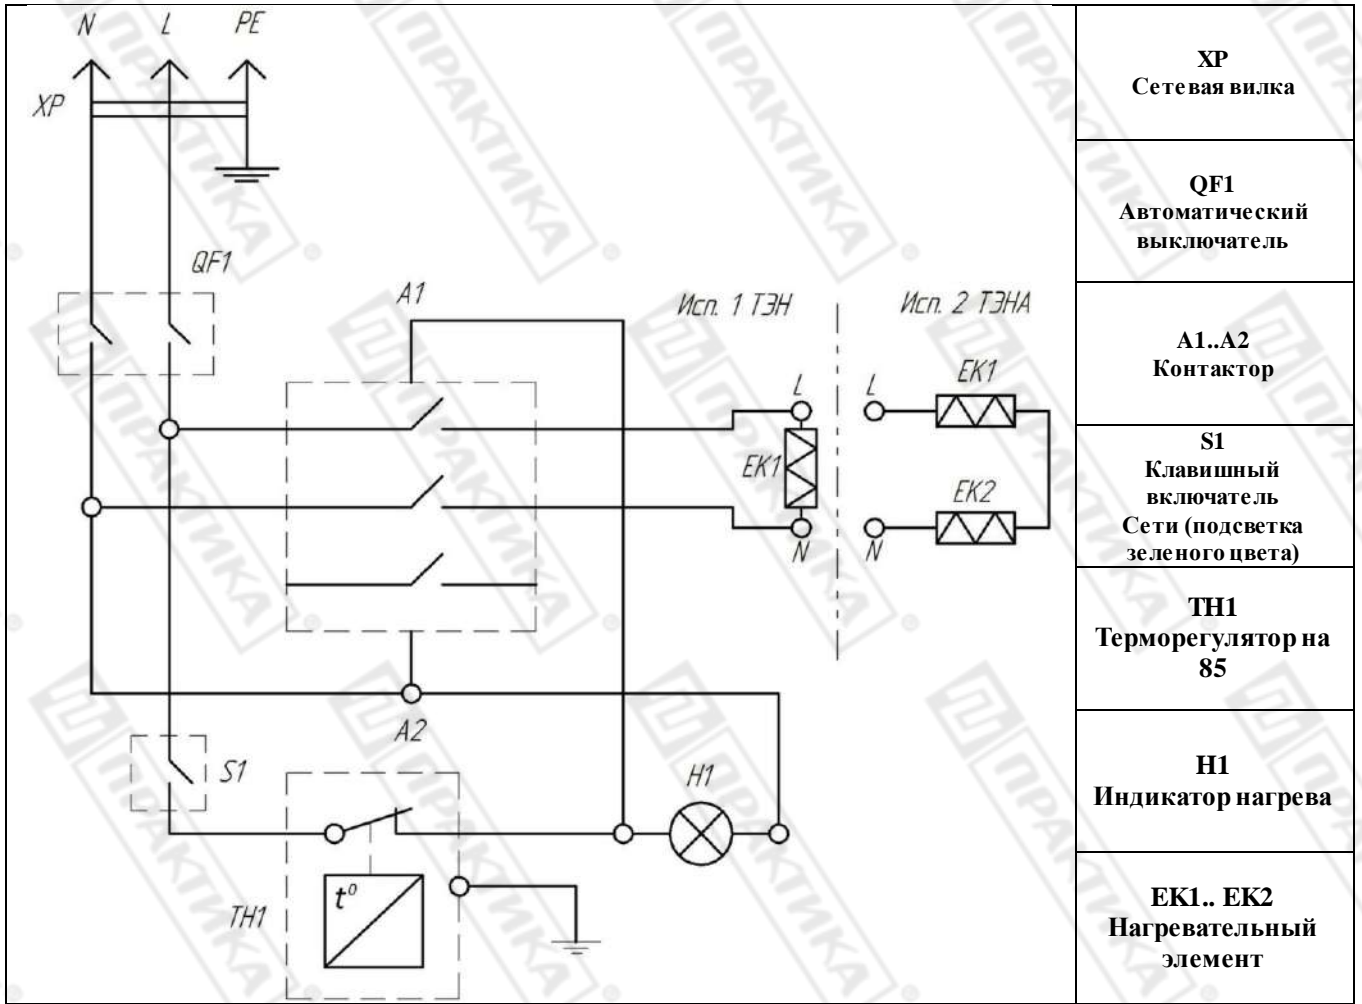 N L PE
XP
QF1
A1
Исп. 1 ТЭН
Исп. 2 ТЭНА
L
L
EK1
EK1
EK2
N
N
A2
S1
H1
t°
TH1
XP
Сетевая вилка
QF1
Автоматический
выключатель
A1..A2
Контактор
S1
Клавишный
включатель
Сети (подсветка
зеленого цвета)
TH1
Терморегулятор на
85
H1
Индикатор нагрева
EK1.. EK2
Нагревательный
элемент
ПРАКТИКА ®